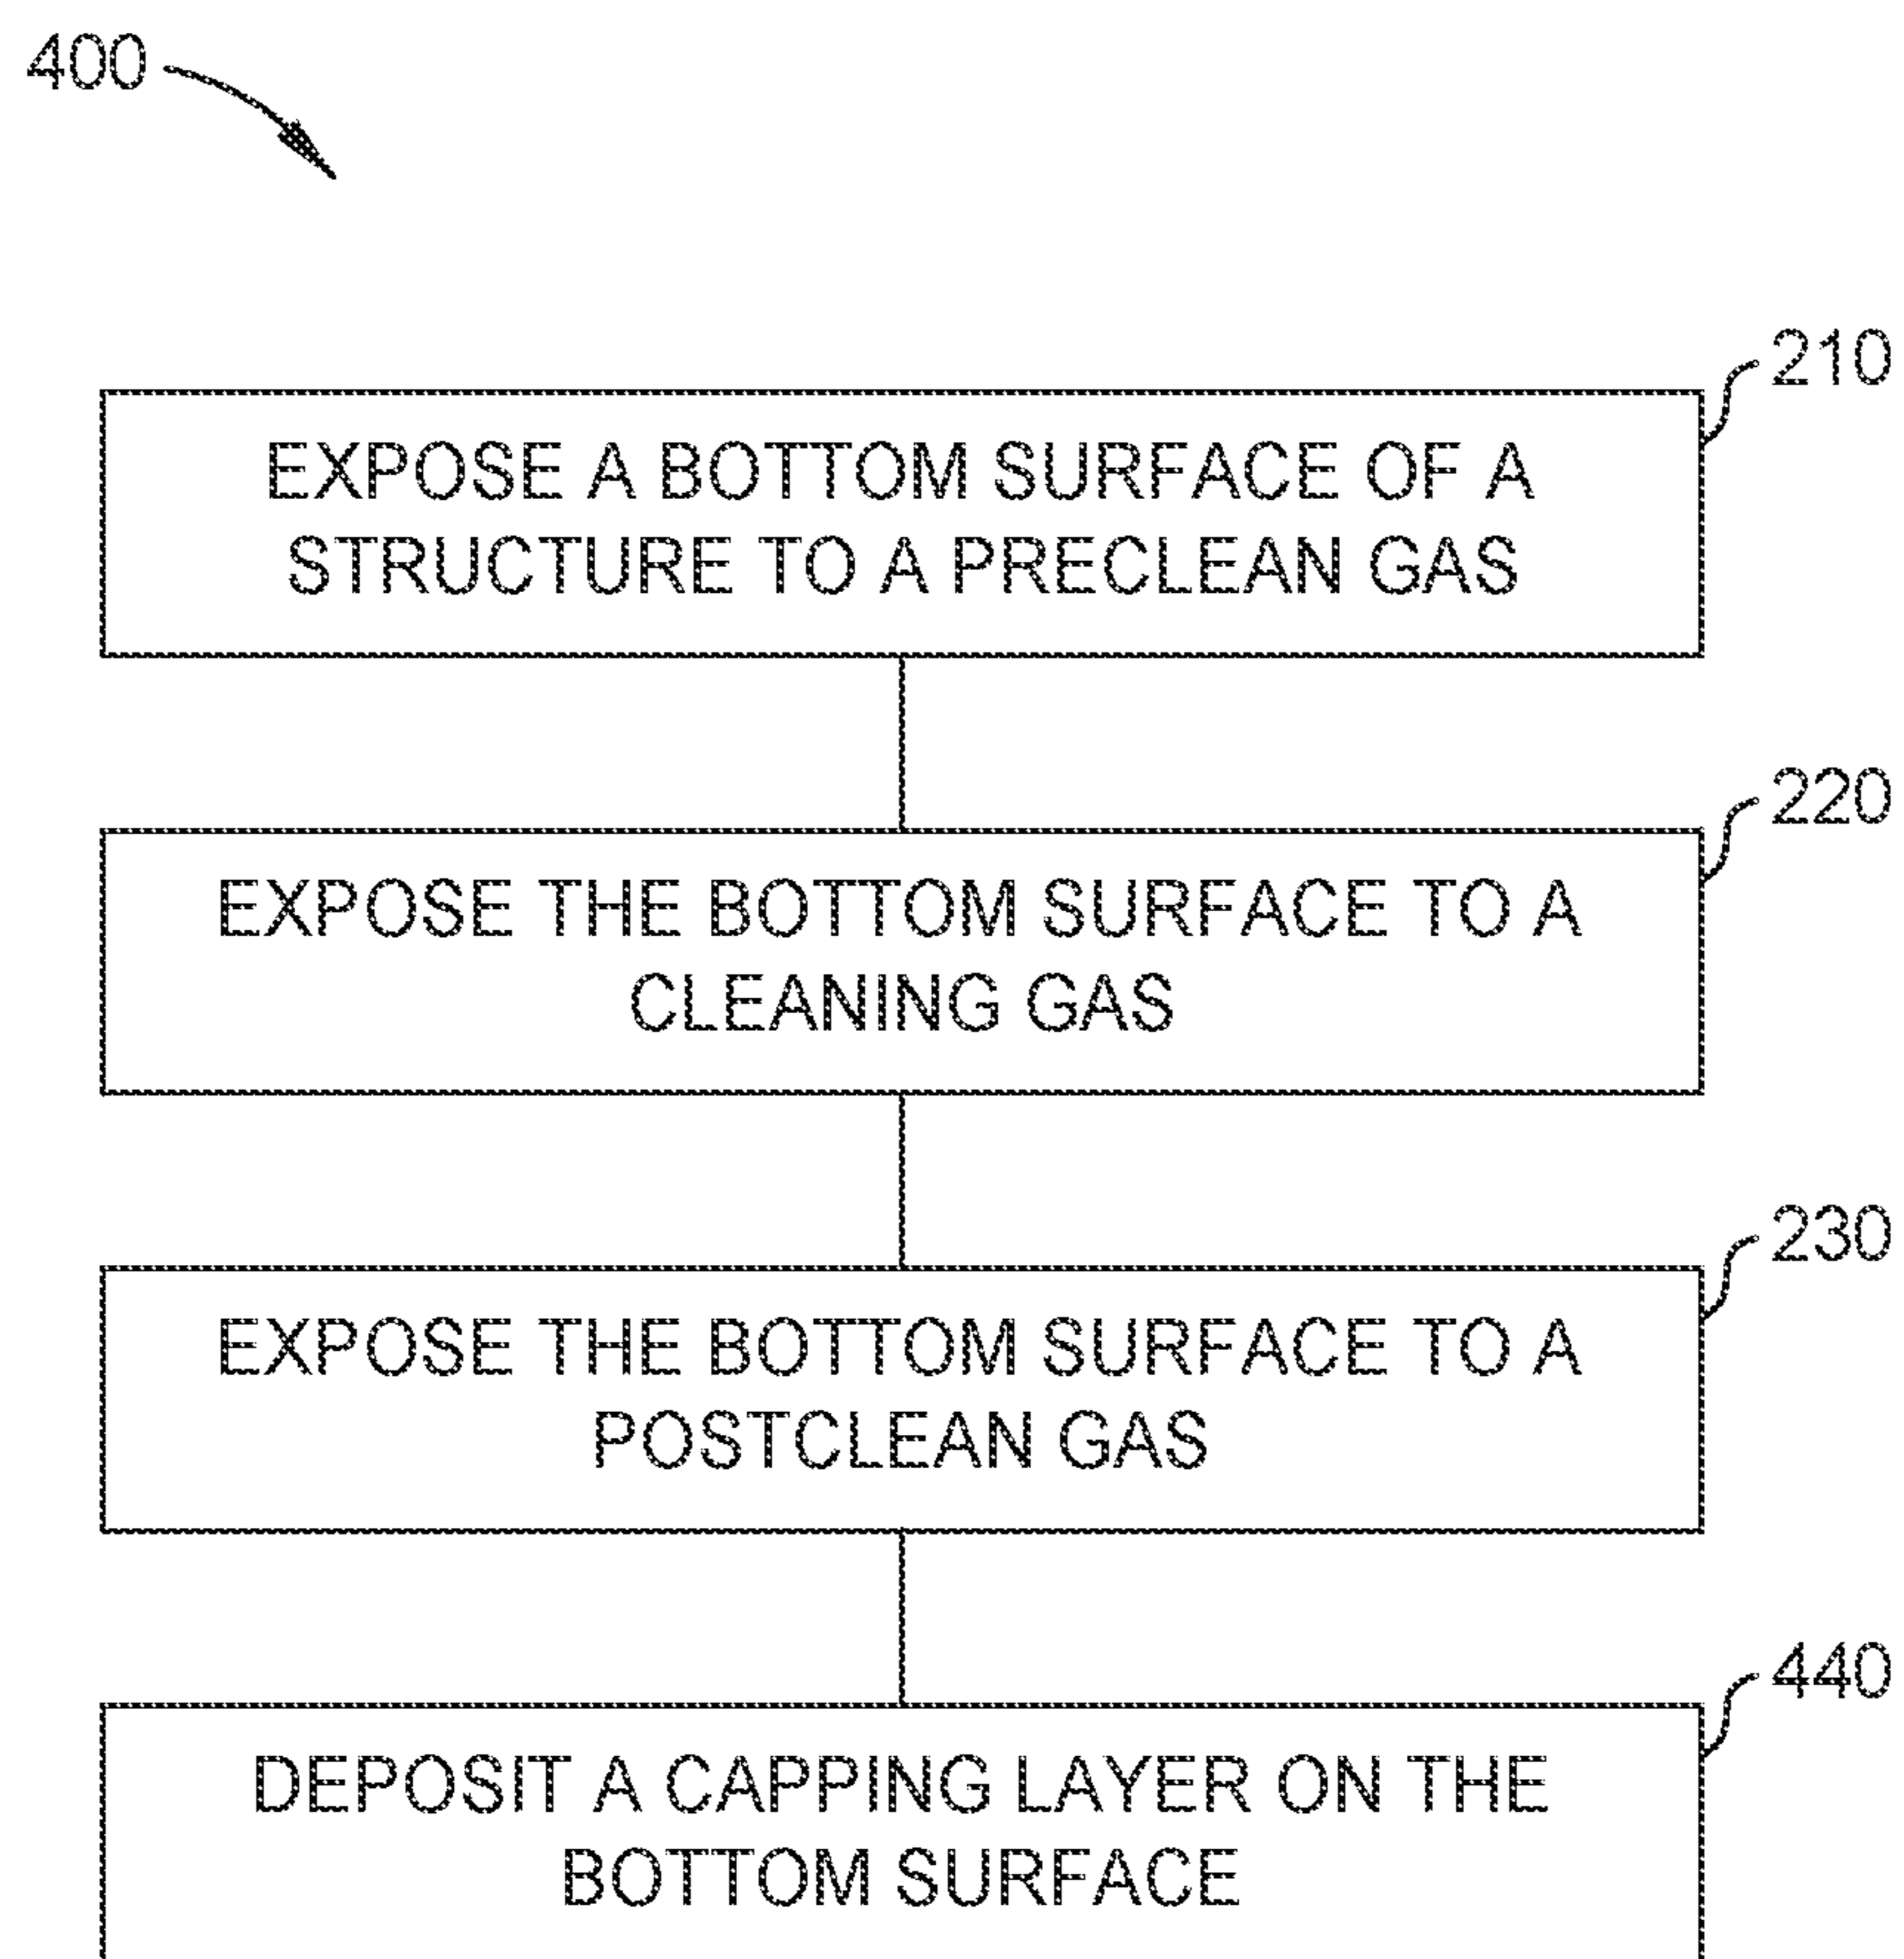 400
210
EXPOSE A BOTTOM SURFACE OF A
STRUCTURE TO A PRECLEAN GAS
220
EXPOSE THE BOTTOM SURFACE TO A
CLEANING GAS
230
EXPOSE THE BOTTOM SURFACE TO A
POSTCLEAN GAS
440
DEPOSIT A CAPPING LAYER ON THE
BOTTOM SURFACE